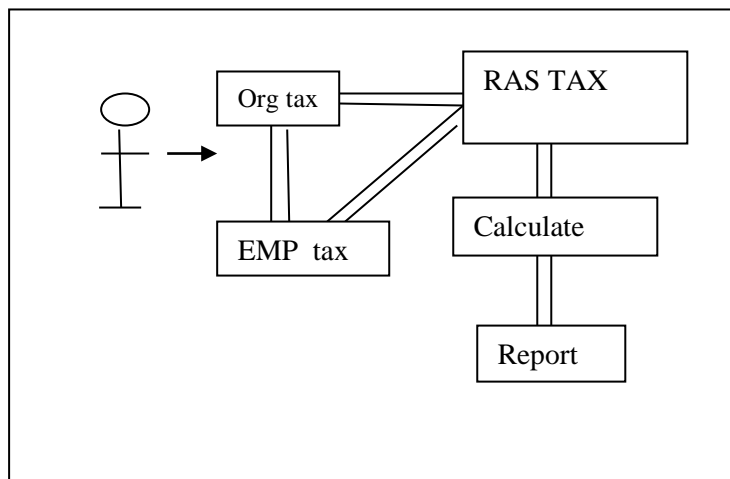 Org tax
RAS TAX
EMP tax
Calculate
Report